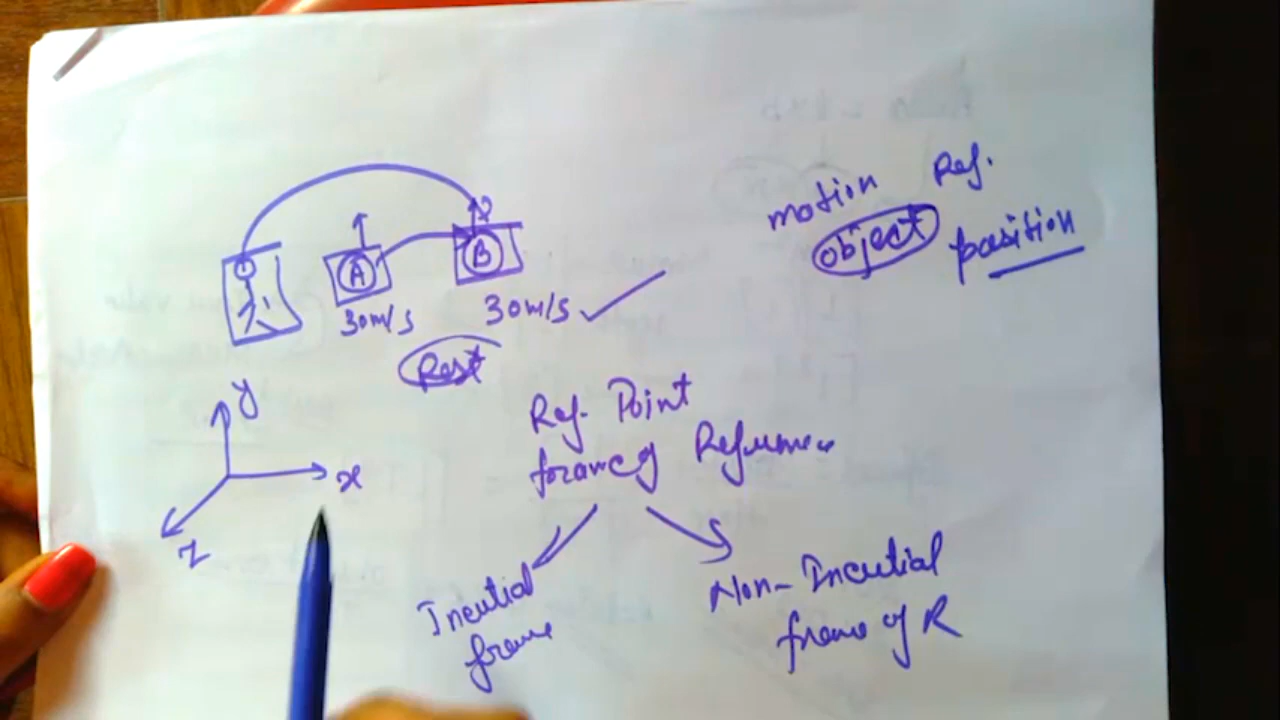 motion Ref.
object position
A B
30m/s 30m/s
Rest
y
x
z
Ref. Point
frame of Reference
Inertial
frame
Non-Inertial
frame of R